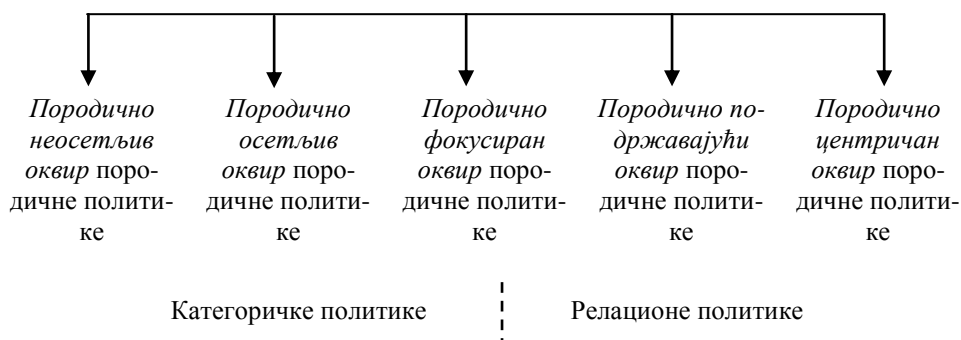 Породично
неосетљив
оквир поро-
дичне полити-
ке
Породично
осетљив
оквир поро-
дичне полити-
ке
Породично
фокусиран
оквир поро-
дичне полити-
ке
Породично по-
државајући
оквир поро-
дичне полити-
ке
Породично
центричан
оквир поро-
дичне полити-
ке
Категоричке политике
Релационе политике